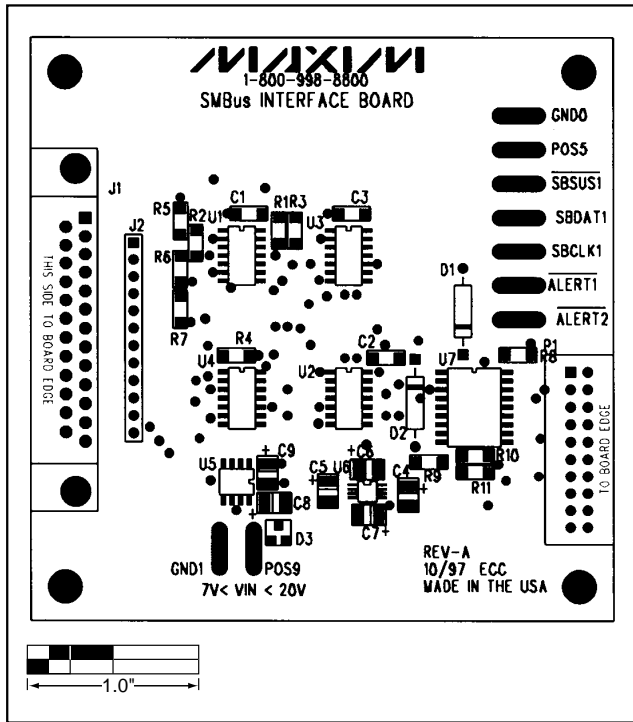 MAXIM
1-800-998-8800
SMBus INTERFACE BOARD
GND0
POS5
SBSUS1
SBDAT1
SBCLK1
ALERT1
ALERT2
J1
J2
THIS SIDE TO BOARD EDGE
R5
R2
R6
R7
C1
U1
R1
R3
U3
C3
D1
R4
U4
U2
C2
D2
U7
P1
R8
TO BOARD EDGE
U5
C9
C8
C5
U6
C6
C4
C7
R9
R10
R11
D3
GND1
POS9
7V< VIN < 20V
REV-A
10/97 ECC
MADE IN THE USA
1.0"